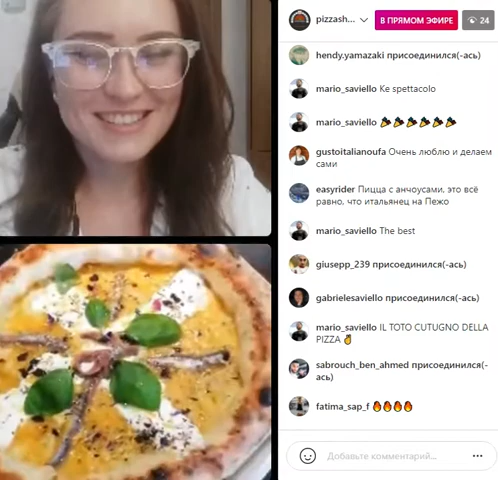 pizzash...
В ПРЯМОМ ЭФИРЕ
24
hendy.yamazaki присоединился(-ась)
mario_saviello Ke spettacolo
mario_saviello 🎉🎉🎉🎉🎉🎉
gustoitalianoufa Очень люблю и делаем
сами
easyrider Пицца с анчоусами, это всё
равно, что итальянец на Пежо
mario_saviello The best
giusepp_239 присоединился(-ась)
gabrielesaviello присоединился(-ась)
mario_saviello IL TOTO CUTUGNO DELLA
PIZZA
sabrouch_ben_ahmed присоединился(-
ась)
fatima_sap_f 🔥🔥🔥🔥
Добавьте комментарий...